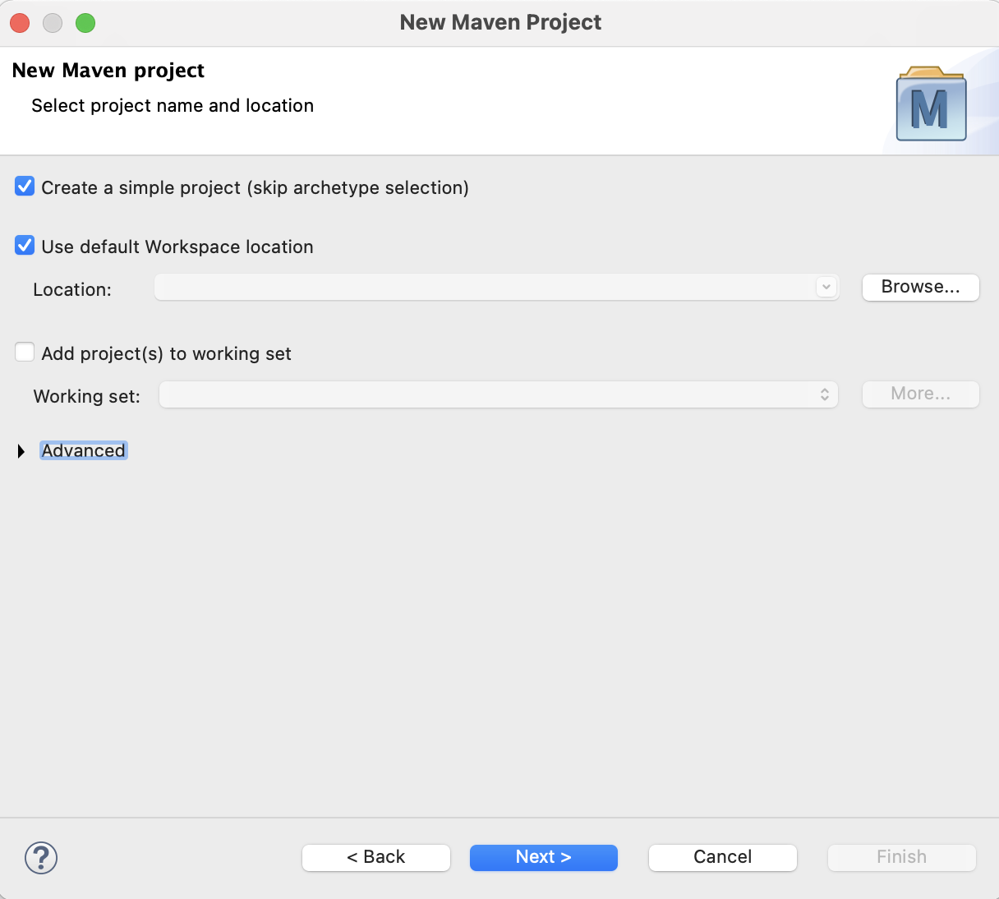 New Maven Project
New Maven project
Select project name and location
M
Create a simple project (skip archetype selection)
Use default Workspace location
Location:
Browse...
Add project(s) to working set
Working set:
More...
Advanced
?
< Back
Next >
Cancel
Finish